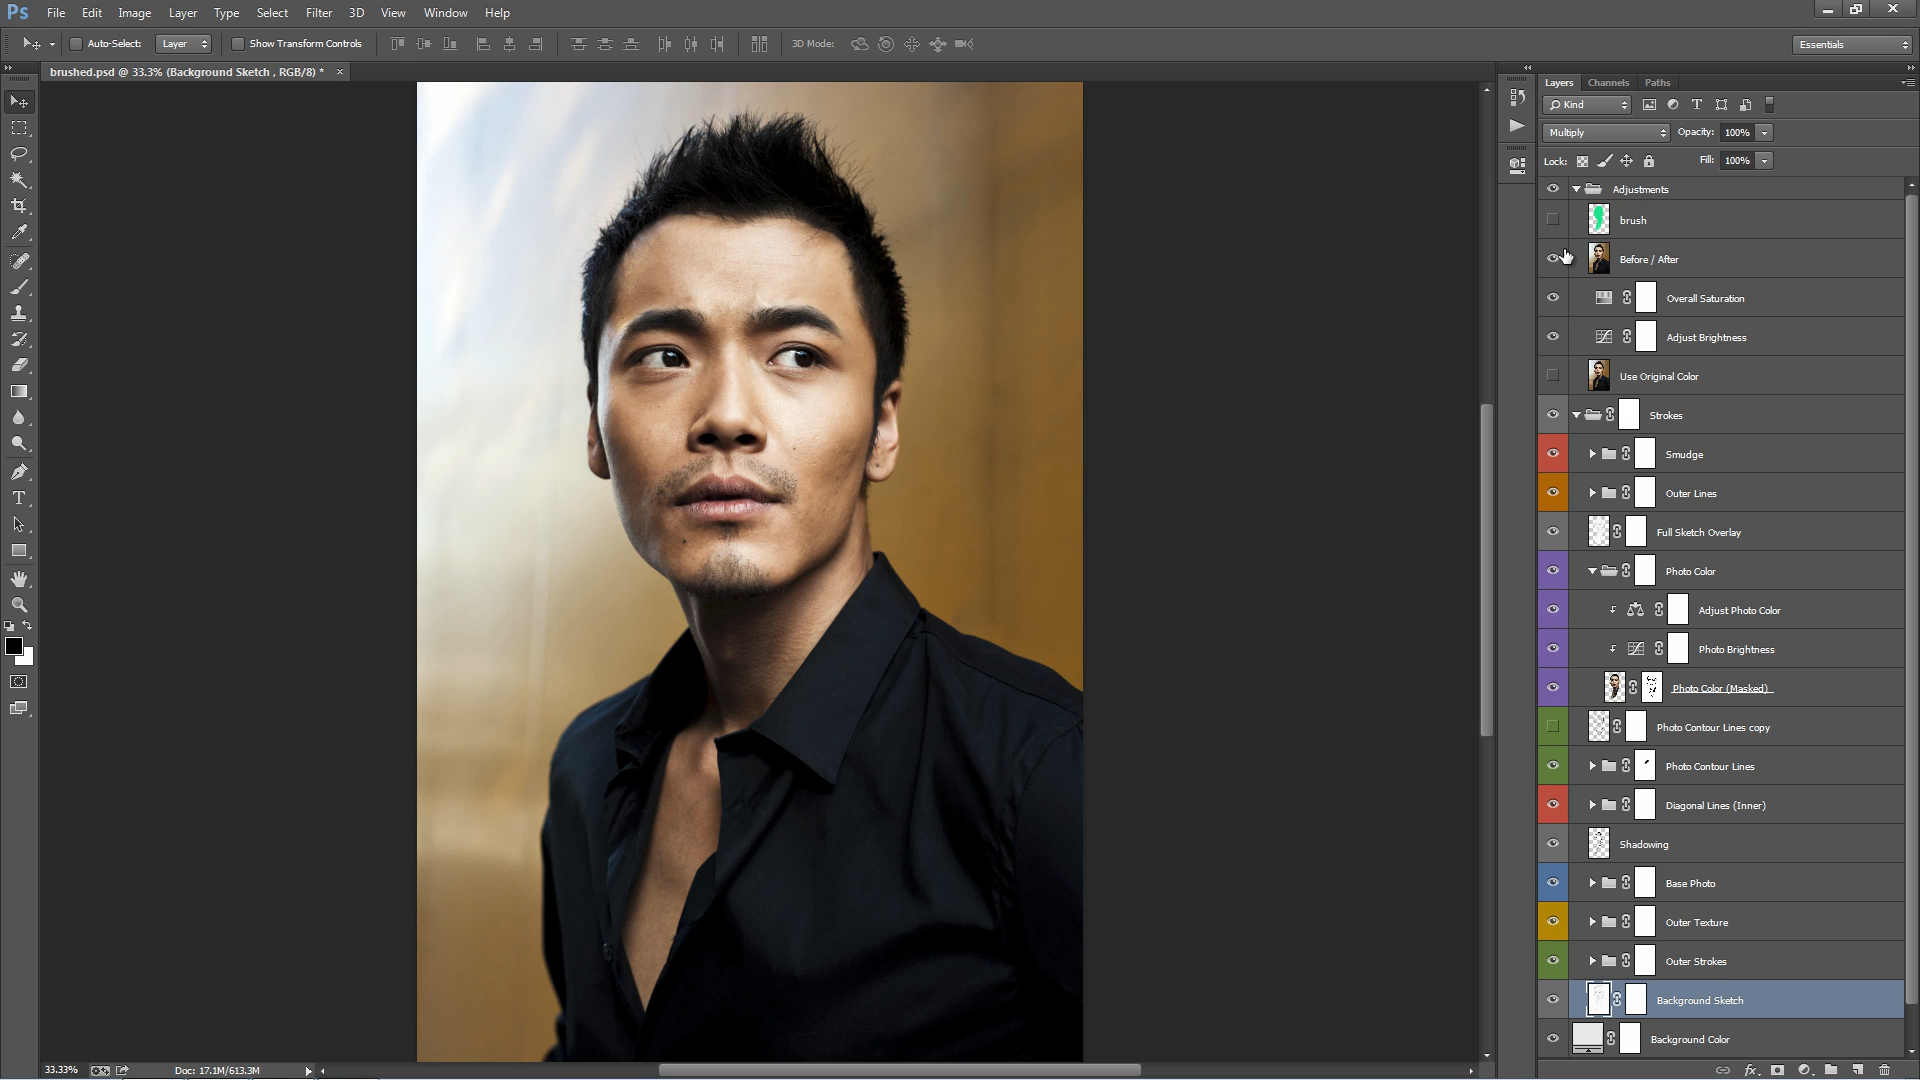 Ps File Edit Image Layer Type Select Filter 3D View Window Help
Auto-Select: Layer Show Transform Controls 3D Mode: Essentials
brushed.psd @ 33.3% (Background Sketch , RGB/8) * ×
Layers Channels Paths
Kind
Multiply Opacity: 100%
Lock: Fill: 100%
Adjustments
brush
Before / After
Overall Saturation
Adjust Brightness
Use Original Color
Strokes
Smudge
Outer Lines
Full Sketch Overlay
Photo Color
Adjust Photo Color
Photo Brightness
Photo Color (Masked)
Photo Contour Lines copy
Photo Contour Lines
Diagonal Lines (Inner)
Shadowing
Base Photo
Outer Texture
Outer Strokes
Background Sketch
Background Color
33.33% Doc: 17.1M/613.3M